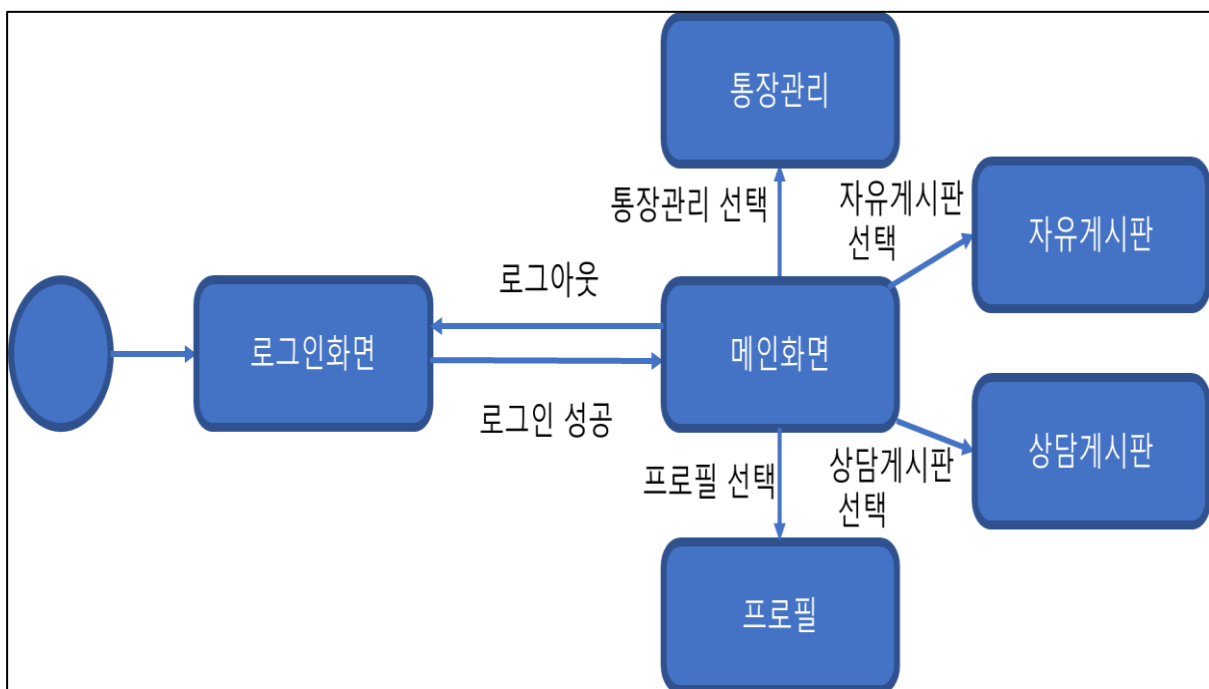 통장관리
통장관리 선택
자유게시판
선택
자유게시판
로그아웃
로그인화면
메인화면
로그인 성공
프로필 선택
상담게시판
선택
상담게시판
프로필